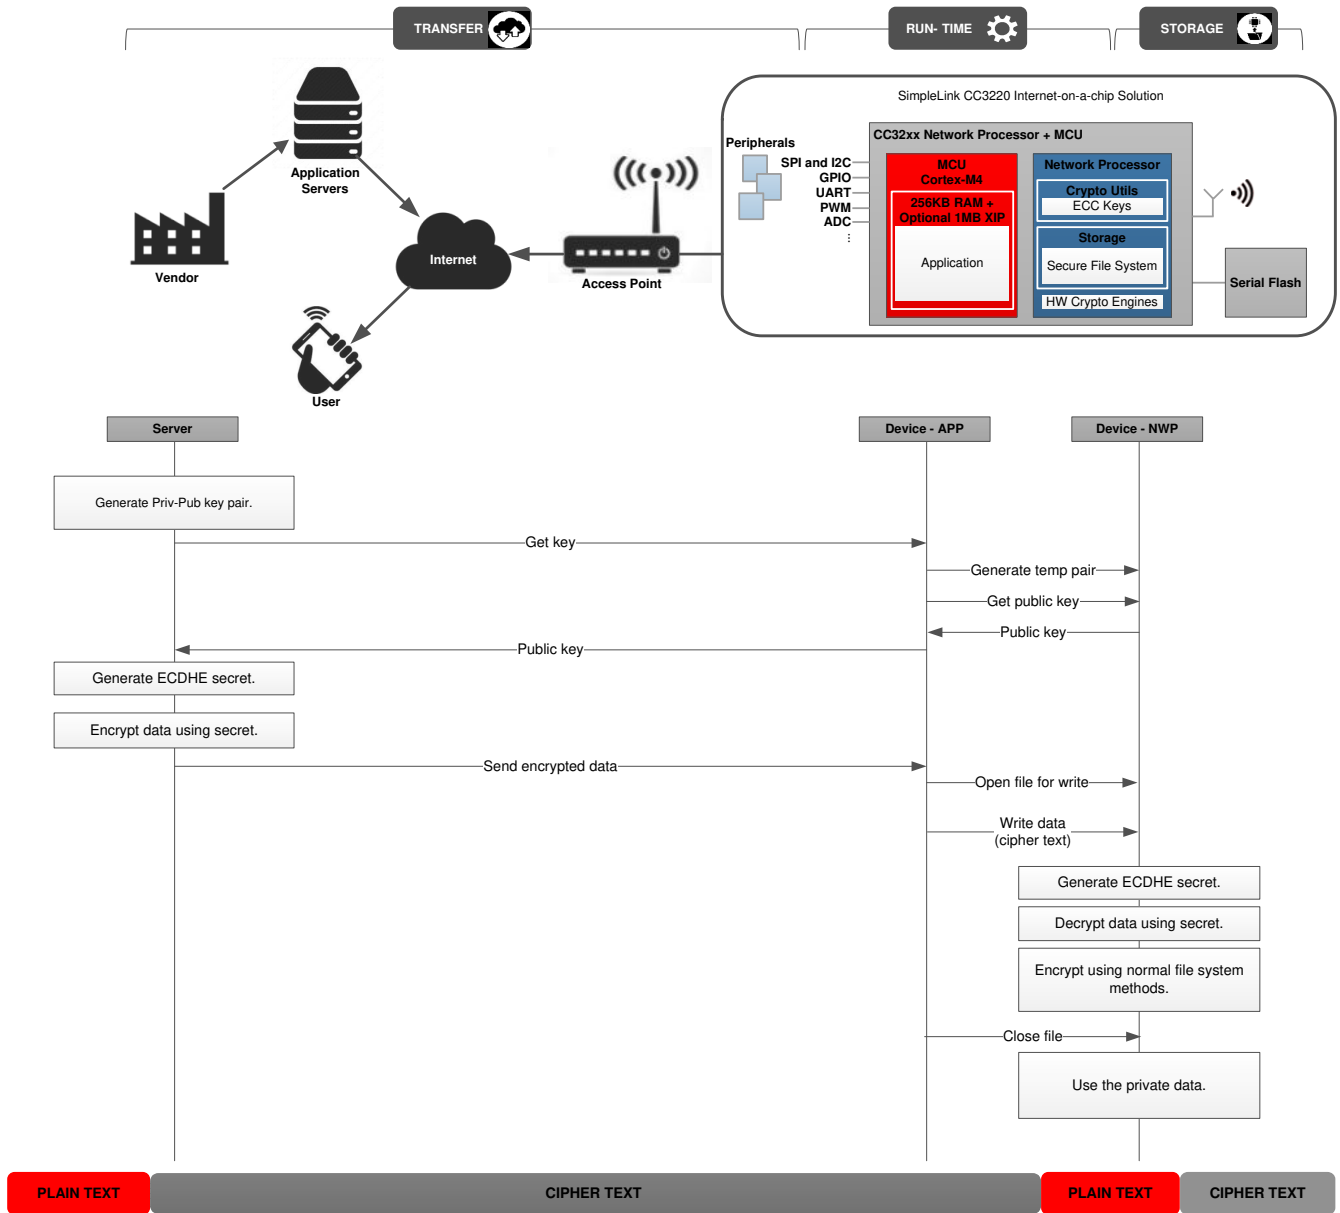 TRANSFER
RUN- TIME
STORAGE
SimpleLink CC3220 Internet-on-a-chip Solution
CC32xx Network Processor + MCU
Peripherals
SPI and I2C
GPIO
UART
PWM
ADC
⋮
MCU
Cortex-M4
256KB RAM +
Optional 1MB XIP
Application
Network Processor
Crypto Utils
ECC Keys
Storage
Secure File System
HW Crypto Engines
Serial Flash
Application
Servers
Vendor
Internet
Access Point
User
Server
Device - APP
Device - NWP
Generate Priv-Pub key pair.
Get key
Generate temp pair
Get public key
Public key
Public key
Generate ECDHE secret.
Encrypt data using secret.
Send encrypted data
Open file for write
Write data
(cipher text)
Generate ECDHE secret.
Decrypt data using secret.
Encrypt using normal file system
methods.
Close file
Use the private data.
PLAIN TEXT
CIPHER TEXT
PLAIN TEXT
CIPHER TEXT